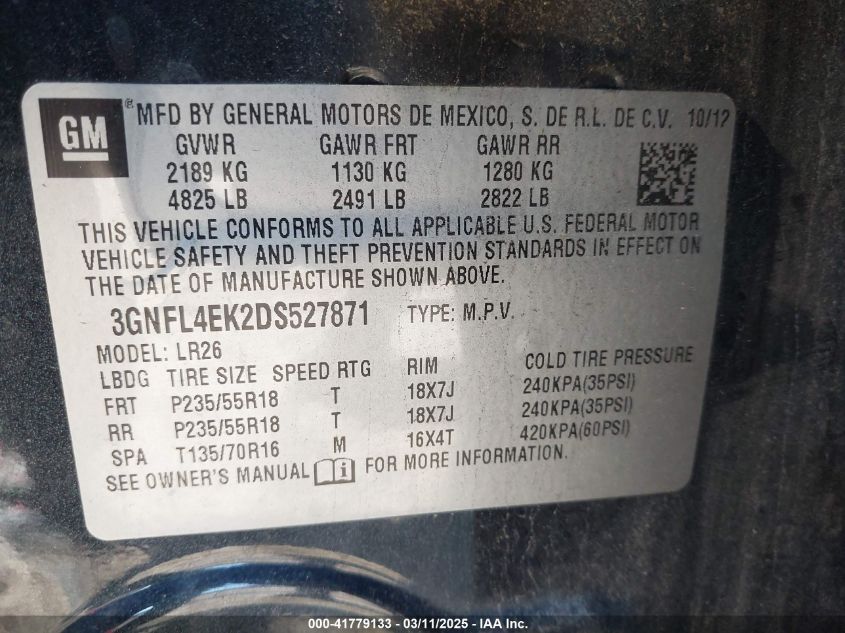 GM ® MFD BY GENERAL MOTORS DE MEXICO, S. DE R.L. DE C.V. 10/12
GVWR GAWR FRT GAWR RR
2189 KG 1130 KG 1280 KG
4825 LB 2491 LB 2822 LB
THIS VEHICLE CONFORMS TO ALL APPLICABLE U.S. FEDERAL MOTOR
VEHICLE SAFETY AND THEFT PREVENTION STANDARDS IN EFFECT ON
THE DATE OF MANUFACTURE SHOWN ABOVE.
3GNFL4EK2DS527871 TYPE: M.P.V.
MODEL: LR26
LBDG TIRE SIZE SPEED RTG RIM COLD TIRE PRESSURE
FRT P235/55R18 T 18X7J 240KPA(35PSI)
RR P235/55R18 T 18X7J 240KPA(35PSI)
SPA T135/70R16 M 16X4T 420KPA(60PSI)
SEE OWNER'S MANUAL i FOR MORE INFORMATION.
000-41779133 - 03/11/2025 - IAA Inc.